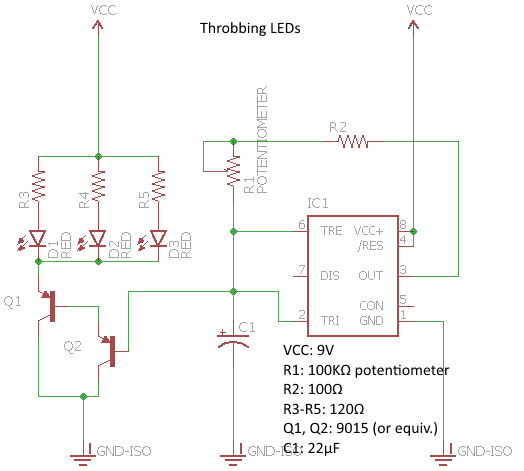 Throbbing LEDs
VCC
VCC
R2
R1
POTENTIOMETER
R3
R4
R5
IC1
D1
RED
D2
RED
D3
RED
6 TRE VCC+ 8
/RES 4
7 DIS OUT 3
CON 5
GND 1
2 TRI
Q1
Q2
+
C1
VCC: 9V
R1: 100KΩ potentiometer
R2: 100Ω
R3-R5: 120Ω
Q1, Q2: 9015 (or equiv.)
C1: 22µF
GND-ISO
GND-ISO
GND-ISO